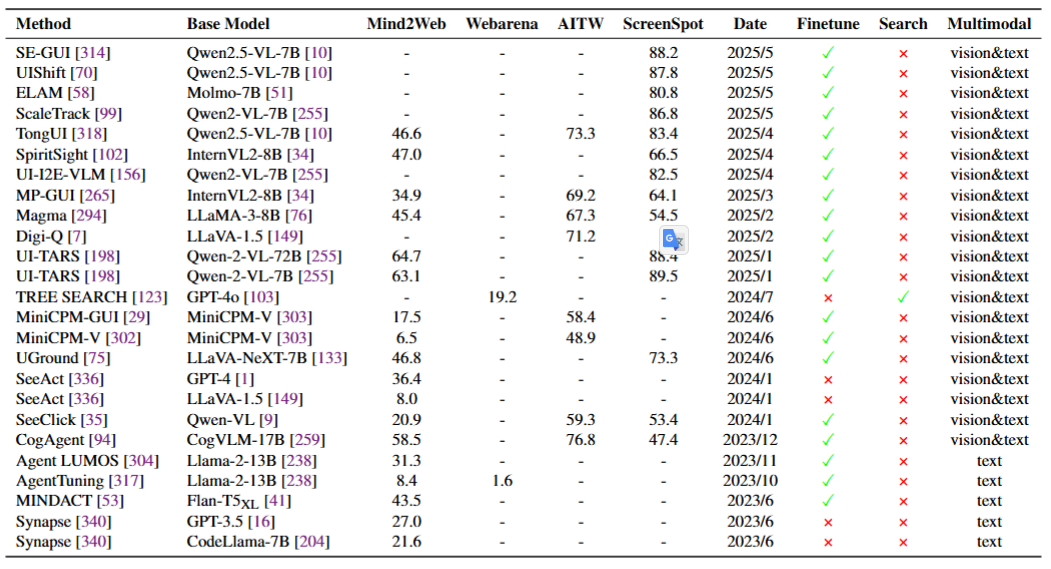 Method Base Model Mind2Web Webarena AITW ScreenSpot Date Finetune Search Multimodal
SE-GUI [314] Qwen2.5-VL-7B [10] - - - 88.2 2025/5 ✓ × vision&text
UIShift [70] Qwen2.5-VL-7B [10] - - - 87.8 2025/5 ✓ × vision&text
ELAM [58] Molmo-7B [51] - - - 80.8 2025/5 ✓ × vision&text
ScaleTrack [99] Qwen2-VL-7B [255] - - - 86.8 2025/5 ✓ × vision&text
TongUI [318] Qwen2.5-VL-7B [10] 46.6 - 73.3 83.4 2025/4 ✓ × vision&text
SpiritSight [102] InternVL2-8B [34] 47.0 - - 66.5 2025/4 ✓ × vision&text
UI-I2E-VLM [156] Qwen2-VL-7B [255] - - - 82.5 2025/4 ✓ × vision&text
MP-GUI [265] InternVL2-8B [34] 34.9 - 69.2 64.1 2025/3 ✓ × vision&text
Magma [294] LLaMA-3-8B [76] 45.4 - 67.3 54.5 2025/2 ✓ × vision&text
Digi-Q [7] LLaVA-1.5 [149] - - 71.2 2025/2 ✓ × vision&text
UI-TARS [198] Qwen-2-VL-72B [255] 64.7 - - 88.4 2025/1 ✓ × vision&text
UI-TARS [198] Qwen-2-VL-7B [255] 63.1 - - 89.5 2025/1 ✓ × vision&text
TREE SEARCH [123] GPT-4o [103] - 19.2 - - 2024/7 × ✓ vision&text
MiniCPM-GUI [29] MiniCPM-V [303] 17.5 - 58.4 - 2024/6 ✓ × vision&text
MiniCPM-V [302] MiniCPM-V [303] 6.5 - 48.9 - 2024/6 ✓ × vision&text
UGround [75] LLaVA-NeXT-7B [133] 46.8 - - 73.3 2024/6 ✓ × vision&text
SeeAct [336] GPT-4 [1] 36.4 - - - 2024/1 × × vision&text
SeeAct [336] LLaVA-1.5 [149] 8.0 - - - 2024/1 × × vision&text
SeeClick [35] Qwen-VL [9] 20.9 - 59.3 53.4 2024/1 ✓ × vision&text
CogAgent [94] CogVLM-17B [259] 58.5 - 76.8 47.4 2023/12 ✓ × vision&text
Agent LUMOS [304] Llama-2-13B [238] 31.3 - - - 2023/11 ✓ × text
AgentTuning [317] Llama-2-13B [238] 8.4 1.6 - - 2023/10 ✓ × text
MINDACT [53] Flan-T5XL [41] 43.5 - - - 2023/6 ✓ × text
Synapse [340] GPT-3.5 [16] 27.0 - - - 2023/6 × × text
Synapse [340] CodeLlama-7B [204] 21.6 - - - 2023/6 × × text